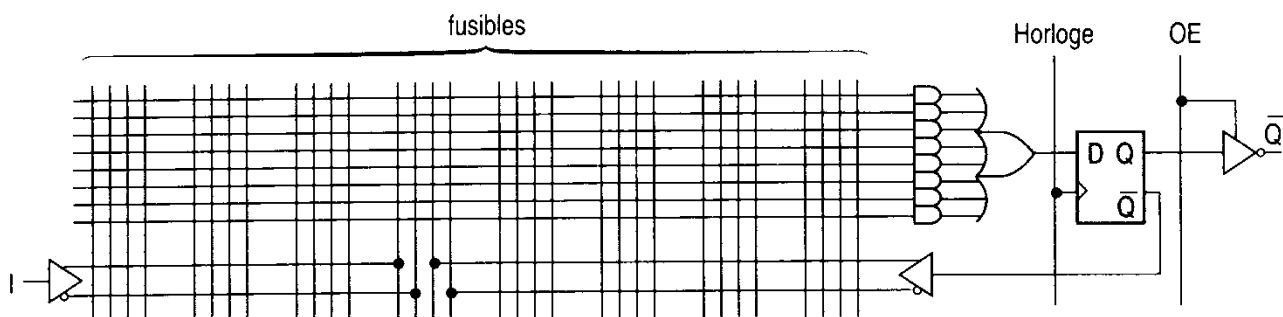 fusibles
Horloge
OE
D Q
Q̅
Q̅
I